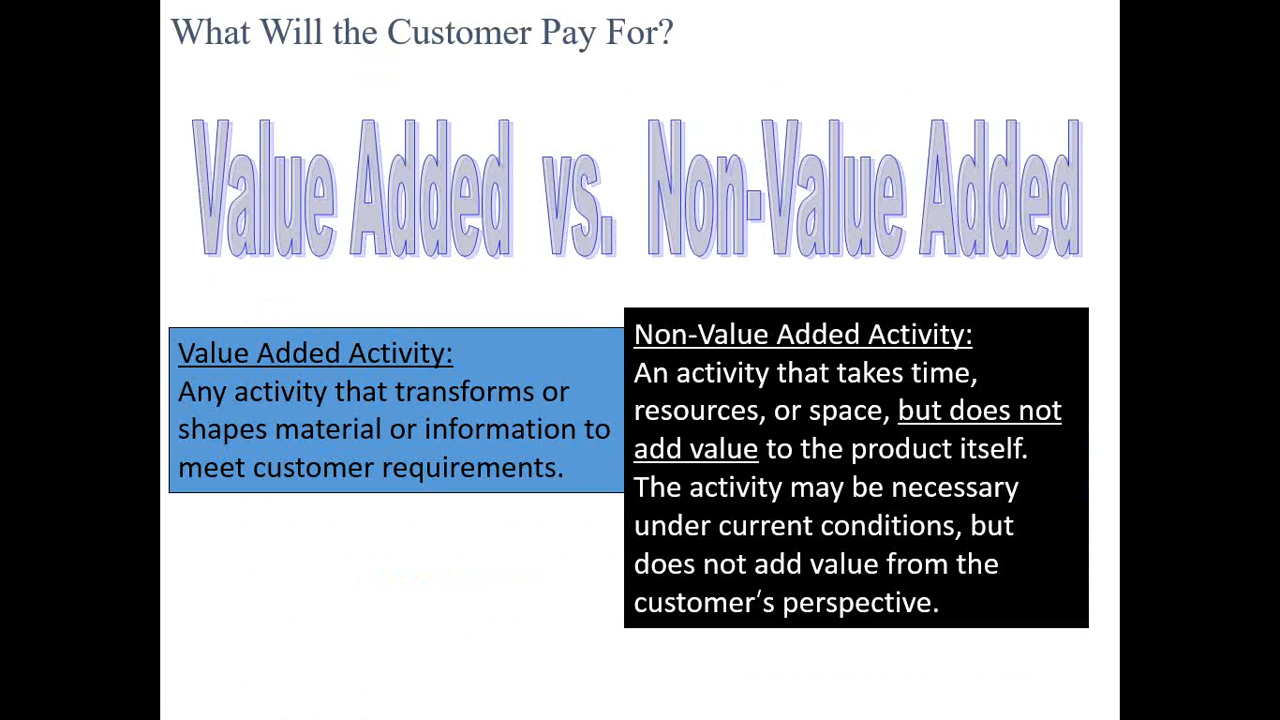 What Will the Customer Pay For?
Value Added vs. Non-Value Added
Value Added Activity:
Any activity that transforms or
shapes material or information to
meet customer requirements.
Non-Value Added Activity:
An activity that takes time,
resources, or space, but does not
add value to the product itself.
The activity may be necessary
under current conditions, but
does not add value from the
customer's perspective.